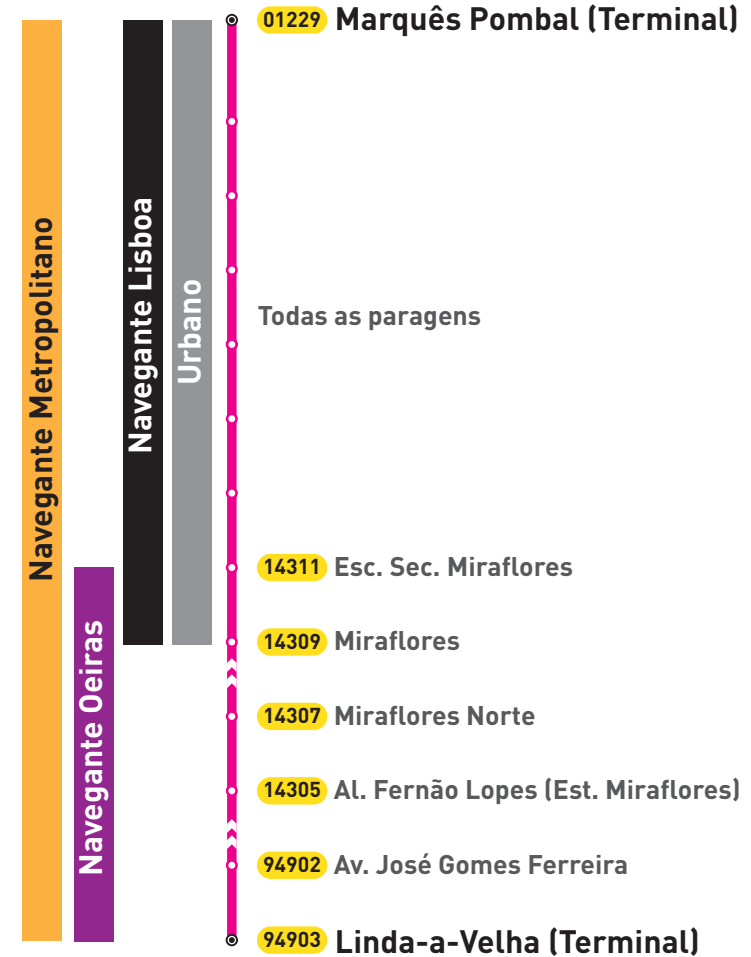 01229 Marquês Pombal (Terminal)
Navegante Metropolitano
Navegante Oeiras
Navegante Lisboa
Urbano
Todas as paragens
14311 Esc. Sec. Miraflores
14309 Miraflores
14307 Miraflores Norte
14305 Al. Fernão Lopes (Est. Miraflores)
94902 Av. José Gomes Ferreira
94903 Linda-a-Velha (Terminal)